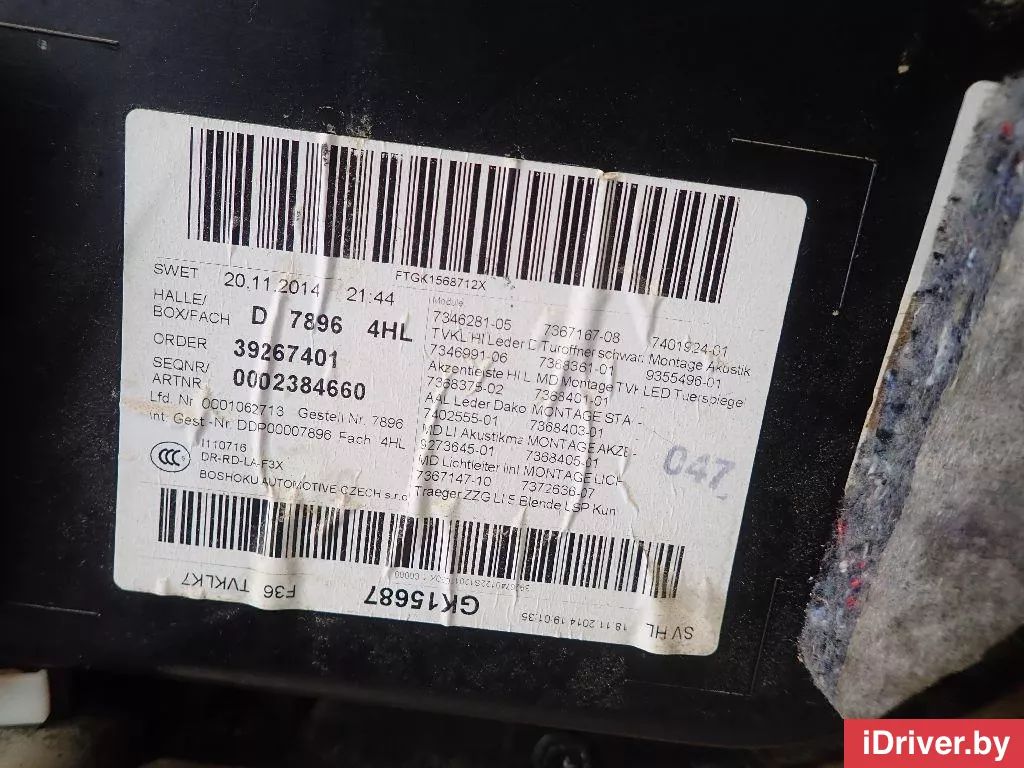 FTGK1568712X
SWET 20.11.2014 21:44
HALLE/
BOX/FACH D 7896 4HL
ORDER 39267401
SEQNR/
ARTNR 0002384660
Lfd. Nr 0001062713 Gestell Nr. 7896
Int. Gest.-Nr. DDP00007896 Fach 4HL
I110716
DR-RD-LA-F3X
BOSHOKU AUTOMOTIVE CZECH s.r.o
Module
7346281-05 7367167-08 7401924-01
TVKL HI Leder D Türöffner schwar Montage Akustik
7346991-06 7368361-01 9355496-01
Akzentleiste HI L MD Montage TVK LED Tuerspiegel
7368375-02 7368401-01
AAL Leder Dako MONTAGE STA
7402555-01 7368403-01
MD LI Akustikma MONTAGE AKZE
9273645-01 7368405-01
MD Lichtleiter MONTAGE LICH
7367147-10 7372636-07
Traeger ZZG LI S Blende LSP Kun
047
SV HL 18.11.2014 19:01:35
GK15687
F36 TVKLK7
iDriver.by